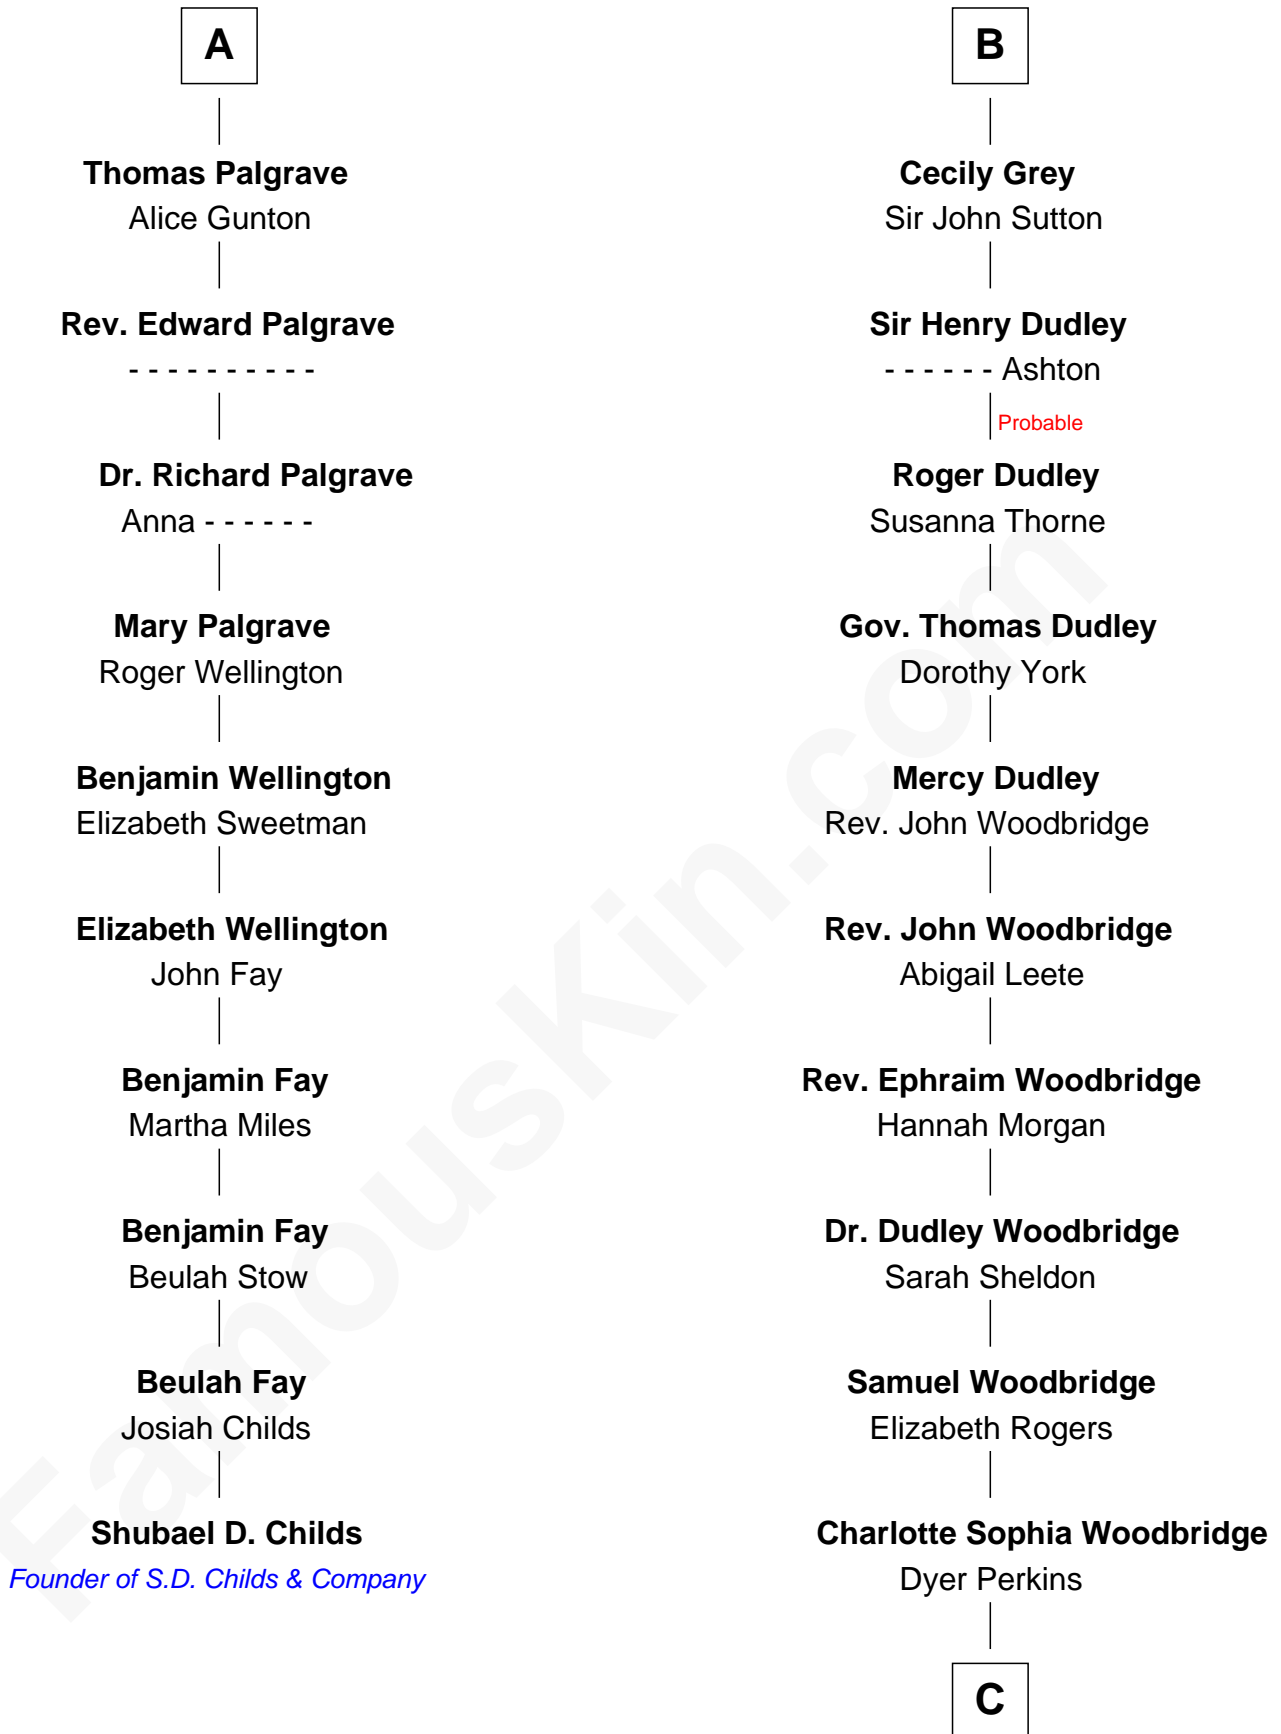 A
Thomas Palgrave
Alice Gunton
Rev. Edward Palgrave
- - - - - - - - - -
Dr. Richard Palgrave
Anna - - - - - -
Mary Palgrave
Roger Wellington
Benjamin Wellington
Elizabeth Sweetman
Elizabeth Wellington
John Fay
Benjamin Fay
Martha Miles
Benjamin Fay
Beulah Stow
Beulah Fay
Josiah Childs
Shubael D. Childs
Founder of S.D. Childs & Company
B
Cecily Grey
Sir John Sutton
Sir Henry Dudley
- - - - - - Ashton
Probable
Roger Dudley
Susanna Thorne
Gov. Thomas Dudley
Dorothy York
Mercy Dudley
Rev. John Woodbridge
Rev. John Woodbridge
Abigail Leete
Rev. Ephraim Woodbridge
Hannah Morgan
Dr. Dudley Woodbridge
Sarah Sheldon
Samuel Woodbridge
Elizabeth Rogers
Charlotte Sophia Woodbridge
Dyer Perkins
C
FamousKin.com